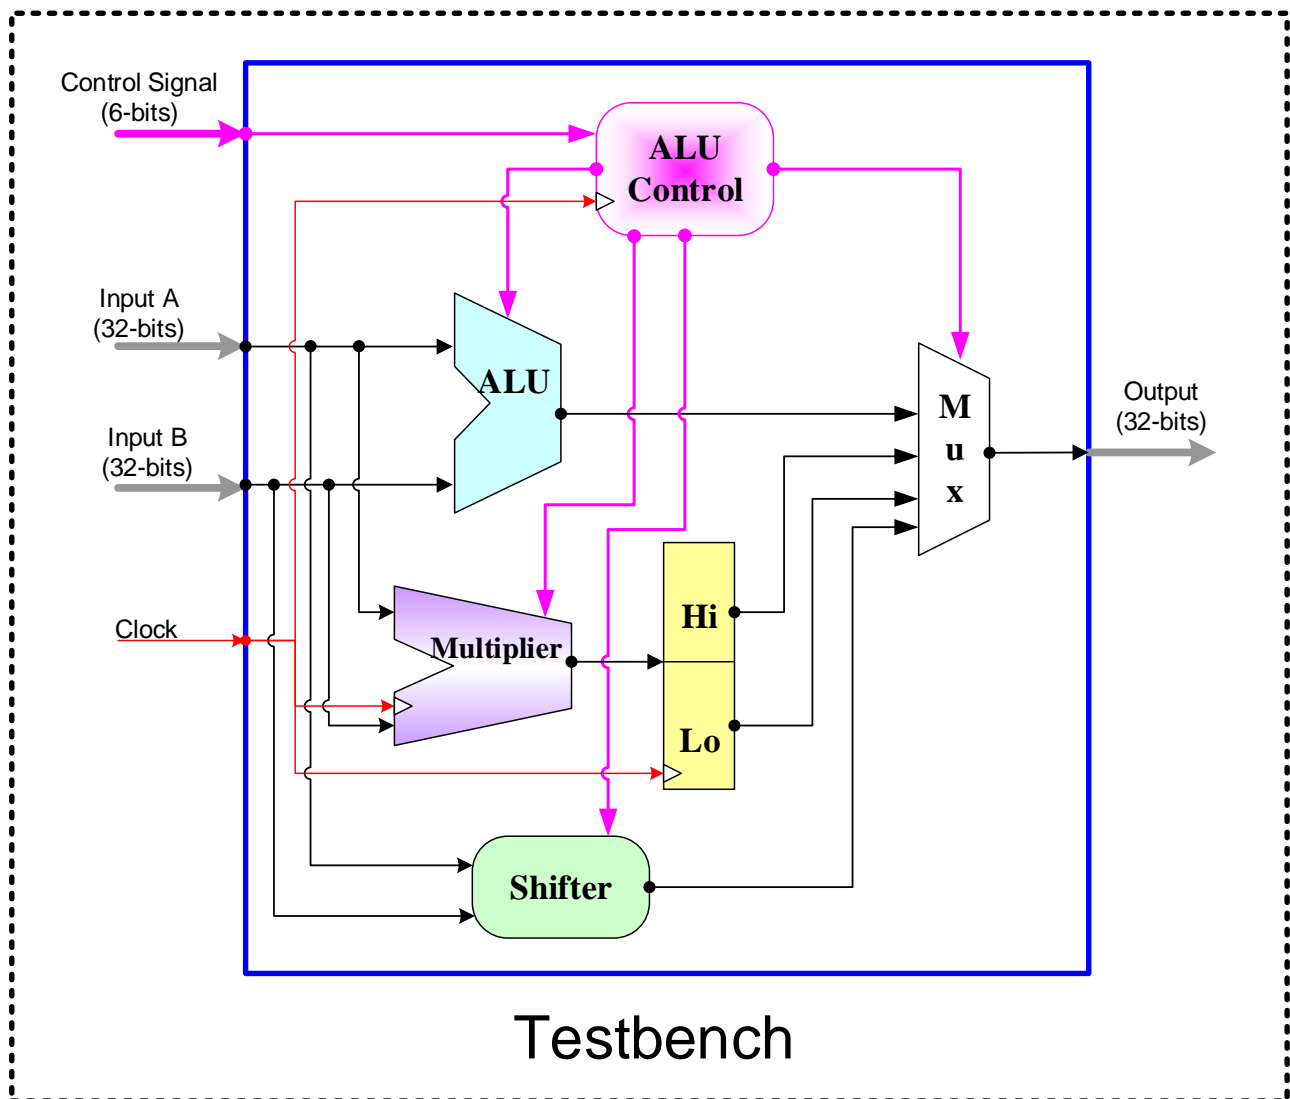 Control Signal
(6-bits)
ALU
Control
Input A
(32-bits)
ALU
Input B
(32-bits)
M
u
x
Output
(32-bits)
Clock
Multiplier
Hi
Lo
Shifter
Testbench